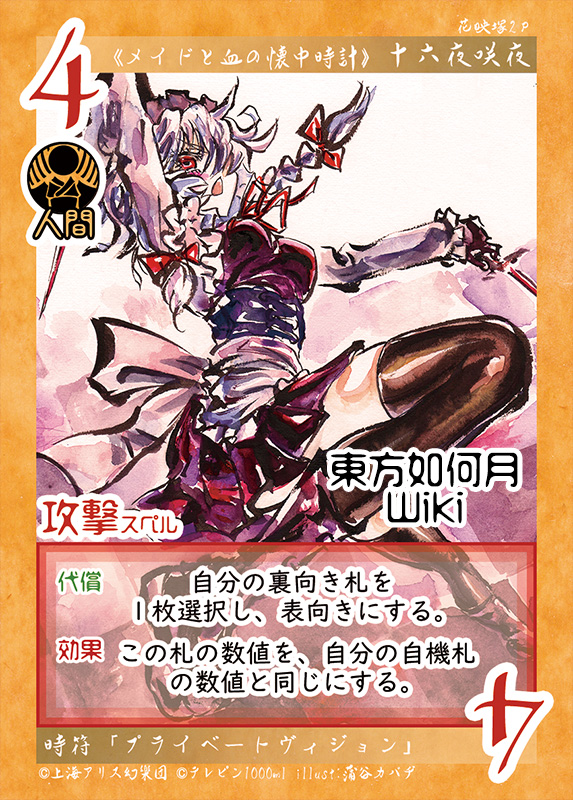 花映塚2P
《メイドと血の懐中時計》 十六夜咲夜
4
人間
東方如何月
Wiki
攻撃スペル
代償 自分の裏向き札を
1枚選択し、表向きにする。
効果 この札の数値を、自分の自機札
の数値と同じにする。
4
時符「プライベートヴィジョン」
©上海アリス幻樂団 ©テレピン1000ml illust:蒲谷カバヂ